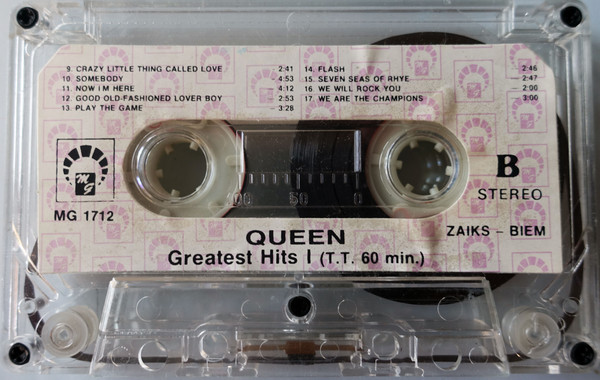 9. CRAZY LITTLE THING CALLED LOVE - 2:41
10. SOMEBODY - 4:53
11. NOW I'M HERE - 4:12
12. GOOD OLD-FASHIONED LOVER BOY - 2:53
13. PLAY THE GAME - 3:28
14. FLASH - 2:46
15. SEVEN SEAS OF RHYE - 2:47
16. WE WILL ROCK YOU - 2:00
17. WE ARE THE CHAMPIONS - 3:00
MG
MG 1712
100 50 0
B
STEREO
ZAIKS – BIEM
QUEEN
Greatest Hits I (T.T. 60 min.)